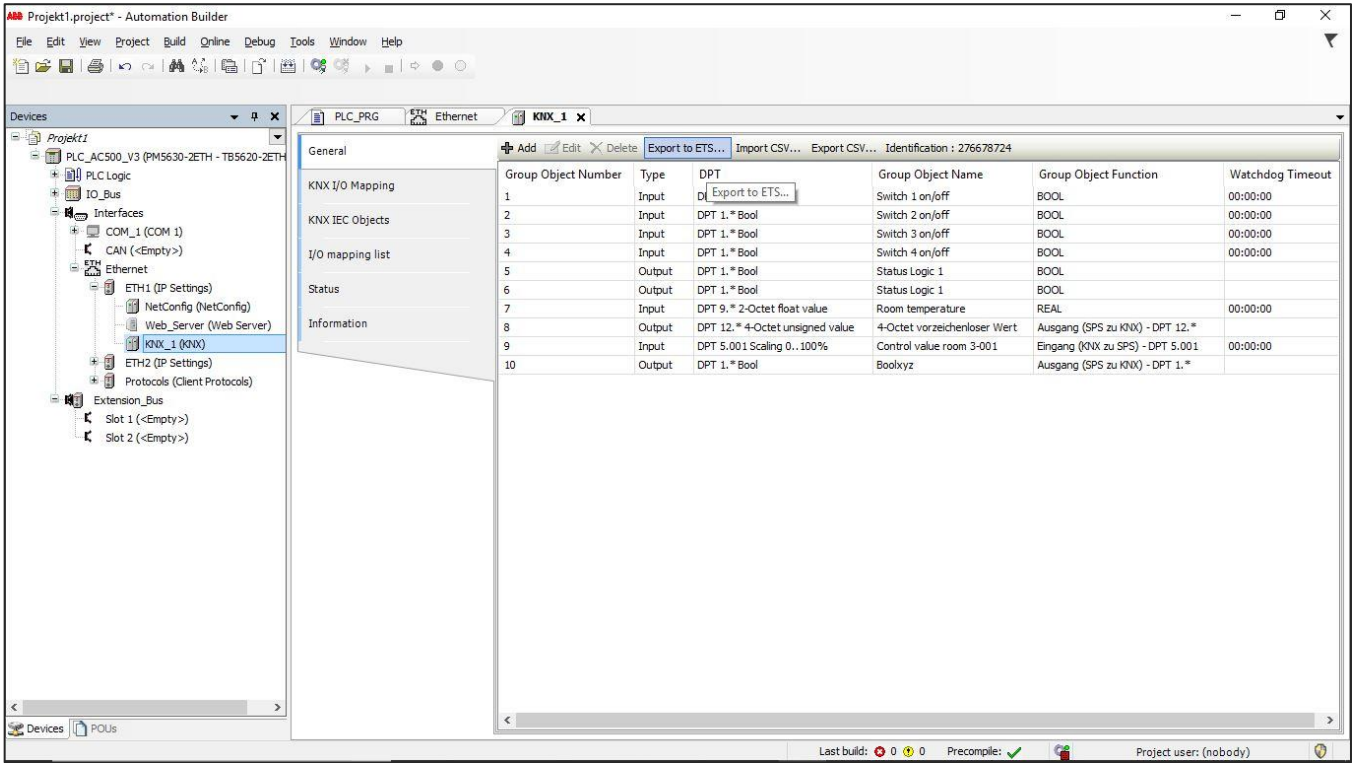 ABB Projekt1.project* - Automation Builder
File Edit View Project Build Online Debug Tools Window Help
Devices
PLC_PRG ETH Ethernet KNX_1
Projekt1
PLC_AC500_V3 (PM5630-2ETH - TB5620-2ETH
PLC Logic
IO_Bus
Interfaces
COM_1 (COM 1)
CAN (<Empty>)
ETH Ethernet
ETH1 (IP Settings)
NetConfig (NetConfig)
Web_Server (Web Server)
KNX_1 (KNX)
ETH2 (IP Settings)
Protocols (Client Protocols)
Extension_Bus
Slot 1 (<Empty>)
Slot 2 (<Empty>)
Devices POUs
General
KNX I/O Mapping
KNX IEC Objects
I/O mapping list
Status
Information
Add Edit Delete Export to ETS... Import CSV... Export CSV... Identification : 276678724
Group Object Number Type DPT Group Object Name Group Object Function Watchdog Timeout
Export to ETS...
1 Input Switch 1 on/off BOOL 00:00:00
2 Input DPT 1.* Bool Switch 2 on/off BOOL 00:00:00
3 Input DPT 1.* Bool Switch 3 on/off BOOL 00:00:00
4 Input DPT 1.* Bool Switch 4 on/off BOOL 00:00:00
5 Output DPT 1.* Bool Status Logic 1 BOOL
6 Output DPT 1.* Bool Status Logic 1 BOOL
7 Input DPT 9.* 2-Octet float value Room temperature REAL 00:00:00
8 Output DPT 12.* 4-Octet unsigned value 4-Octet vorzeichenloser Wert Ausgang (SPS zu KNX) - DPT 12.*
9 Input DPT 5.001 Scaling 0..100% Control value room 3-001 Eingang (KNX zu SPS) - DPT 5.001 00:00:00
10 Output DPT 1.* Bool Boolxyz Ausgang (SPS zu KNX) - DPT 1.*
Last build: 0 0 Precompile: Project user: (nobody)